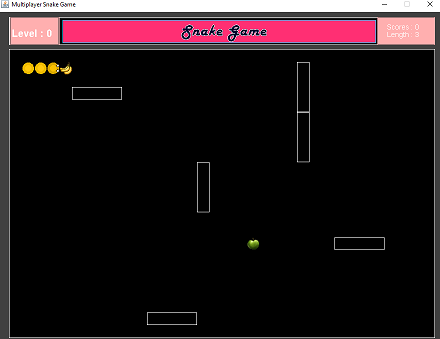 Multiplayer Snake Game
Level : 0
Snake Game
Scores : 0
Length : 3